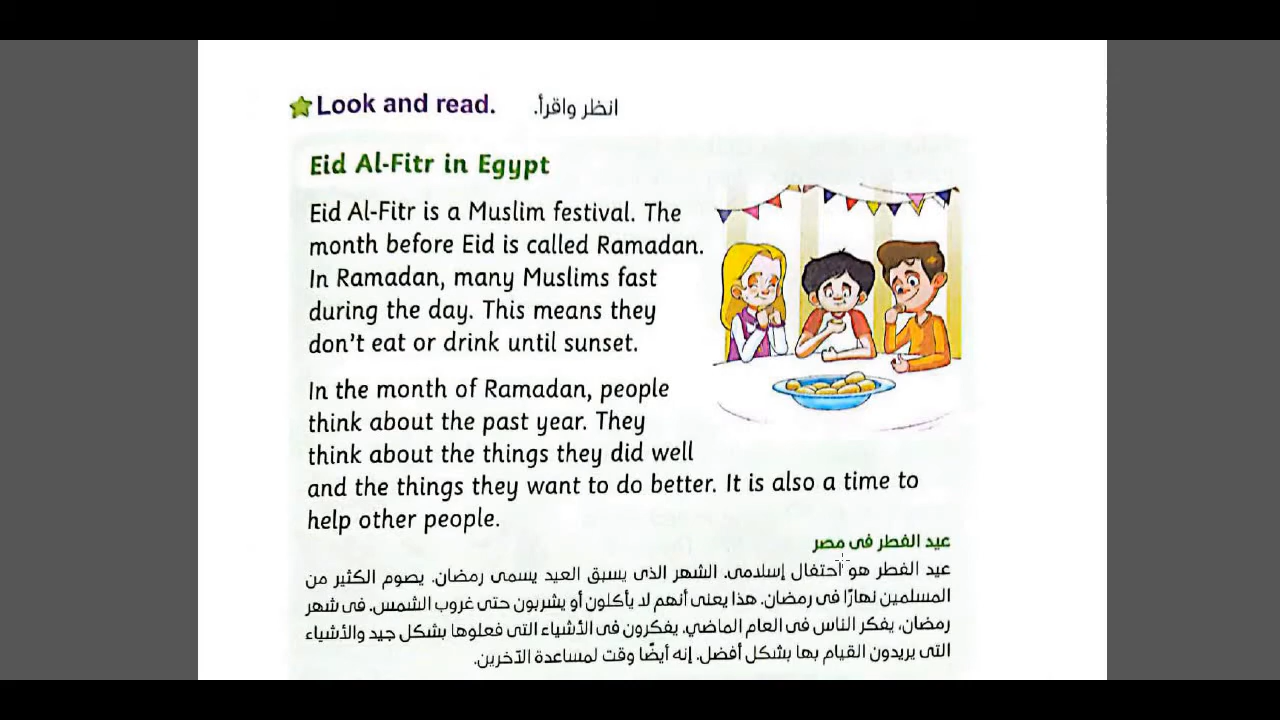 Look and read. انظر واقرأ.
Eid Al-Fitr in Egypt
Eid Al-Fitr is a Muslim festival. The
month before Eid is called Ramadan.
In Ramadan, many Muslims fast
during the day. This means they
don't eat or drink until sunset.
In the month of Ramadan, people
think about the past year. They
think about the things they did well
and the things they want to do better. It is also a time to
help other people.
عيد الفطر فى مصر
عيد الفطر هو احتفال إسلامى. الشهر الذى يسبق العيد يسمى رمضان. يصوم الكثير من
المسلمين نهارًا فى رمضان. هذا يعنى أنهم لا يأكلون أو يشربون حتى غروب الشمس. فى شهر
رمضان، يفكر الناس فى العام الماضي. يفكرون فى الأشياء التى فعلوها بشكل جيد والأشياء
التى يريدون القيام بها بشكل أفضل. إنه أيضًا وقت لمساعدة الآخرين.